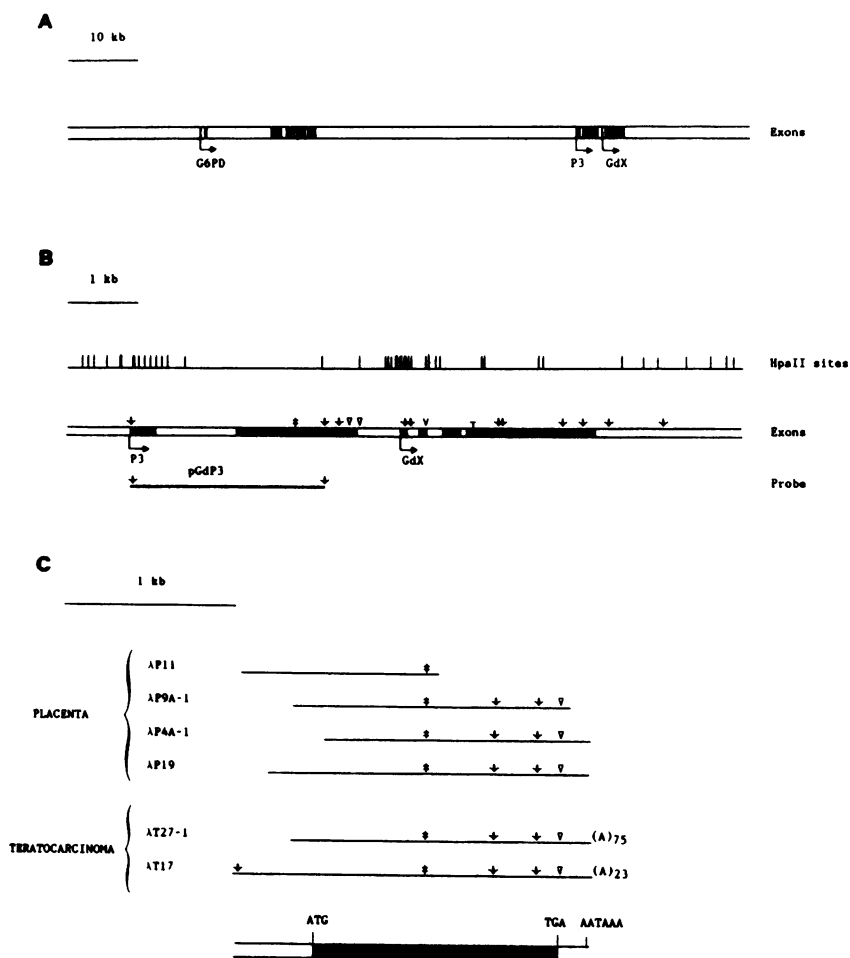 A
10 kb
Exons
G6PD
P3
GdX
B
1 kb
HpaII sites
Exons
P3
GdX
pGdP3
Probe
C
1 kb
PLACENTA
λP11
λP9A-1
λP4A-1
λP19
TERATOCARCINOMA
λT27-1
(A)75
λT17
(A)23
ATG
TGA
AATAAA